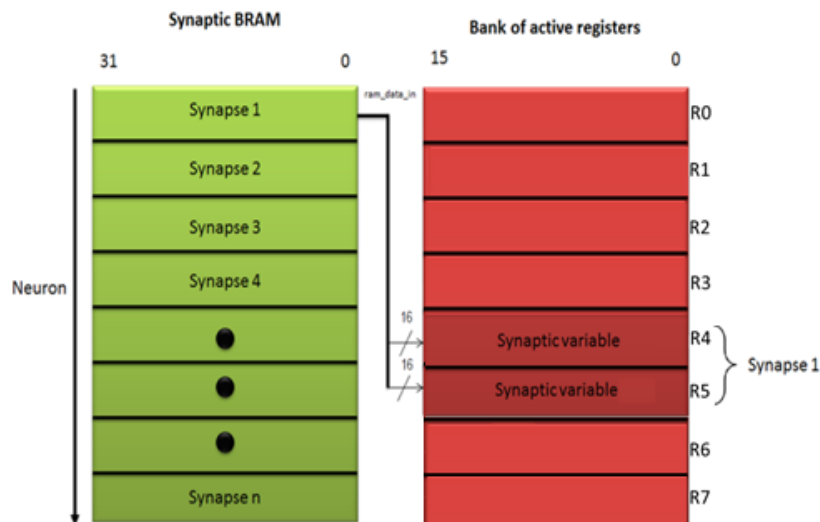 Synaptic BRAM
Bank of active registers
31
0
15
0
ram_data_in
Neuron
Synapse 1
Synapse 2
Synapse 3
Synapse 4
Synapse n
16
16
Synaptic variable
Synaptic variable
R0
R1
R2
R3
R4
R5
R6
R7
Synapse 1